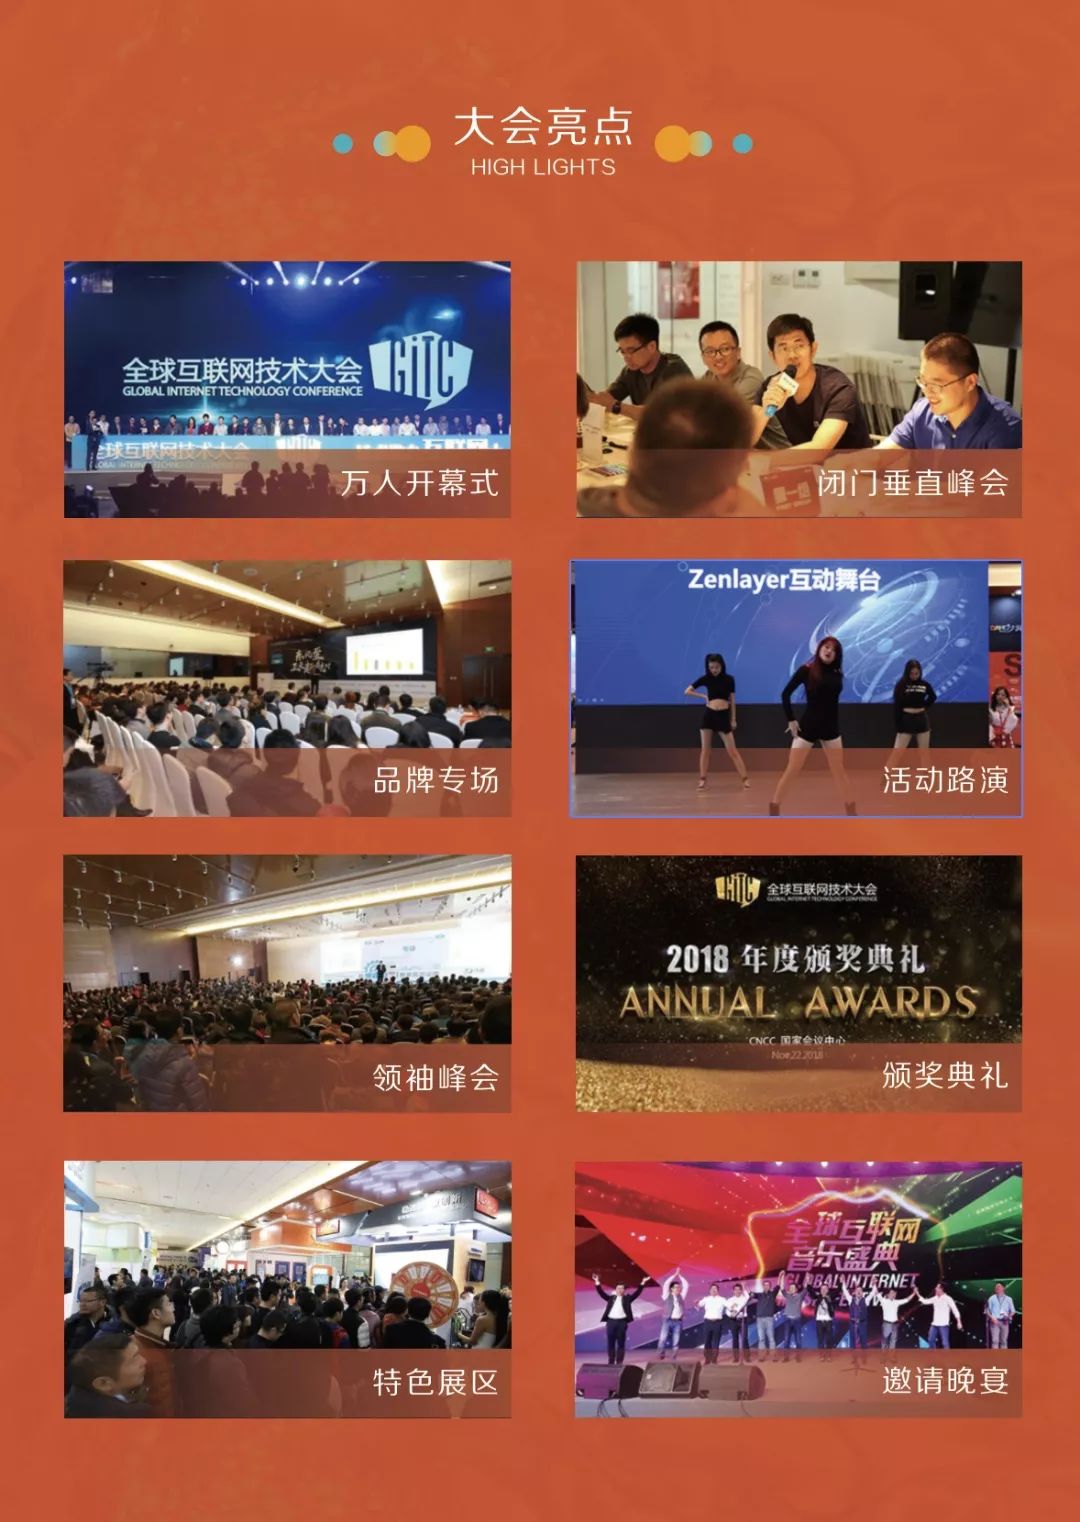 大会亮点
HIGH LIGHTS
全球互联网技术大会
GLOBAL INTERNET TECHNOLOGY CONFERENCE
GITC
万人开幕式
闭门垂直峰会
品牌专场
Zenlayer互动舞台
活动路演
领袖峰会
GITC
全球互联网技术大会
GLOBAL INTERNET TECHNOLOGY CONFERENCE
2018 年度颁奖典礼
ANNUAL AWARDS
CNCC 国家会议中心
Nov.22.2018
颁奖典礼
特色展区
全球互联网
音乐盛典
GLOBAL INTERNET
邀请晚宴